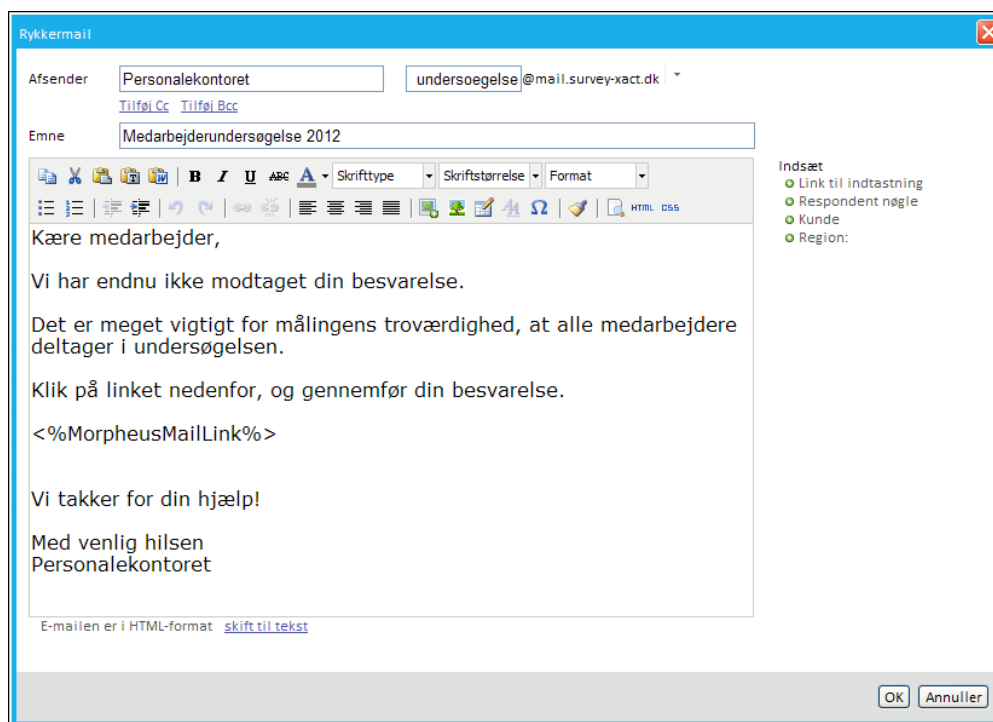 Rykkermail
Afsender Personalekontoret undersoegelse @mail.survey-xact.dk
Tilføj Cc Tilføj Bcc
Emne Medarbejderundersøgelse 2012
B I U ABC A Skrifttype Skriftstørrelse Format
HTML CSS
Kære medarbejder,
Vi har endnu ikke modtaget din besvarelse.
Det er meget vigtigt for målingens troværdighed, at alle medarbejdere
deltager i undersøgelsen.
Klik på linket nedenfor, og gennemfør din besvarelse.
<%MorpheusMailLink%>
Vi takker for din hjælp!
Med venlig hilsen
Personalekontoret
E-mailen er i HTML-format skift til tekst
Indsæt
Link til indtastning
Respondent nøgle
Kunde
Region:
OK Annuller